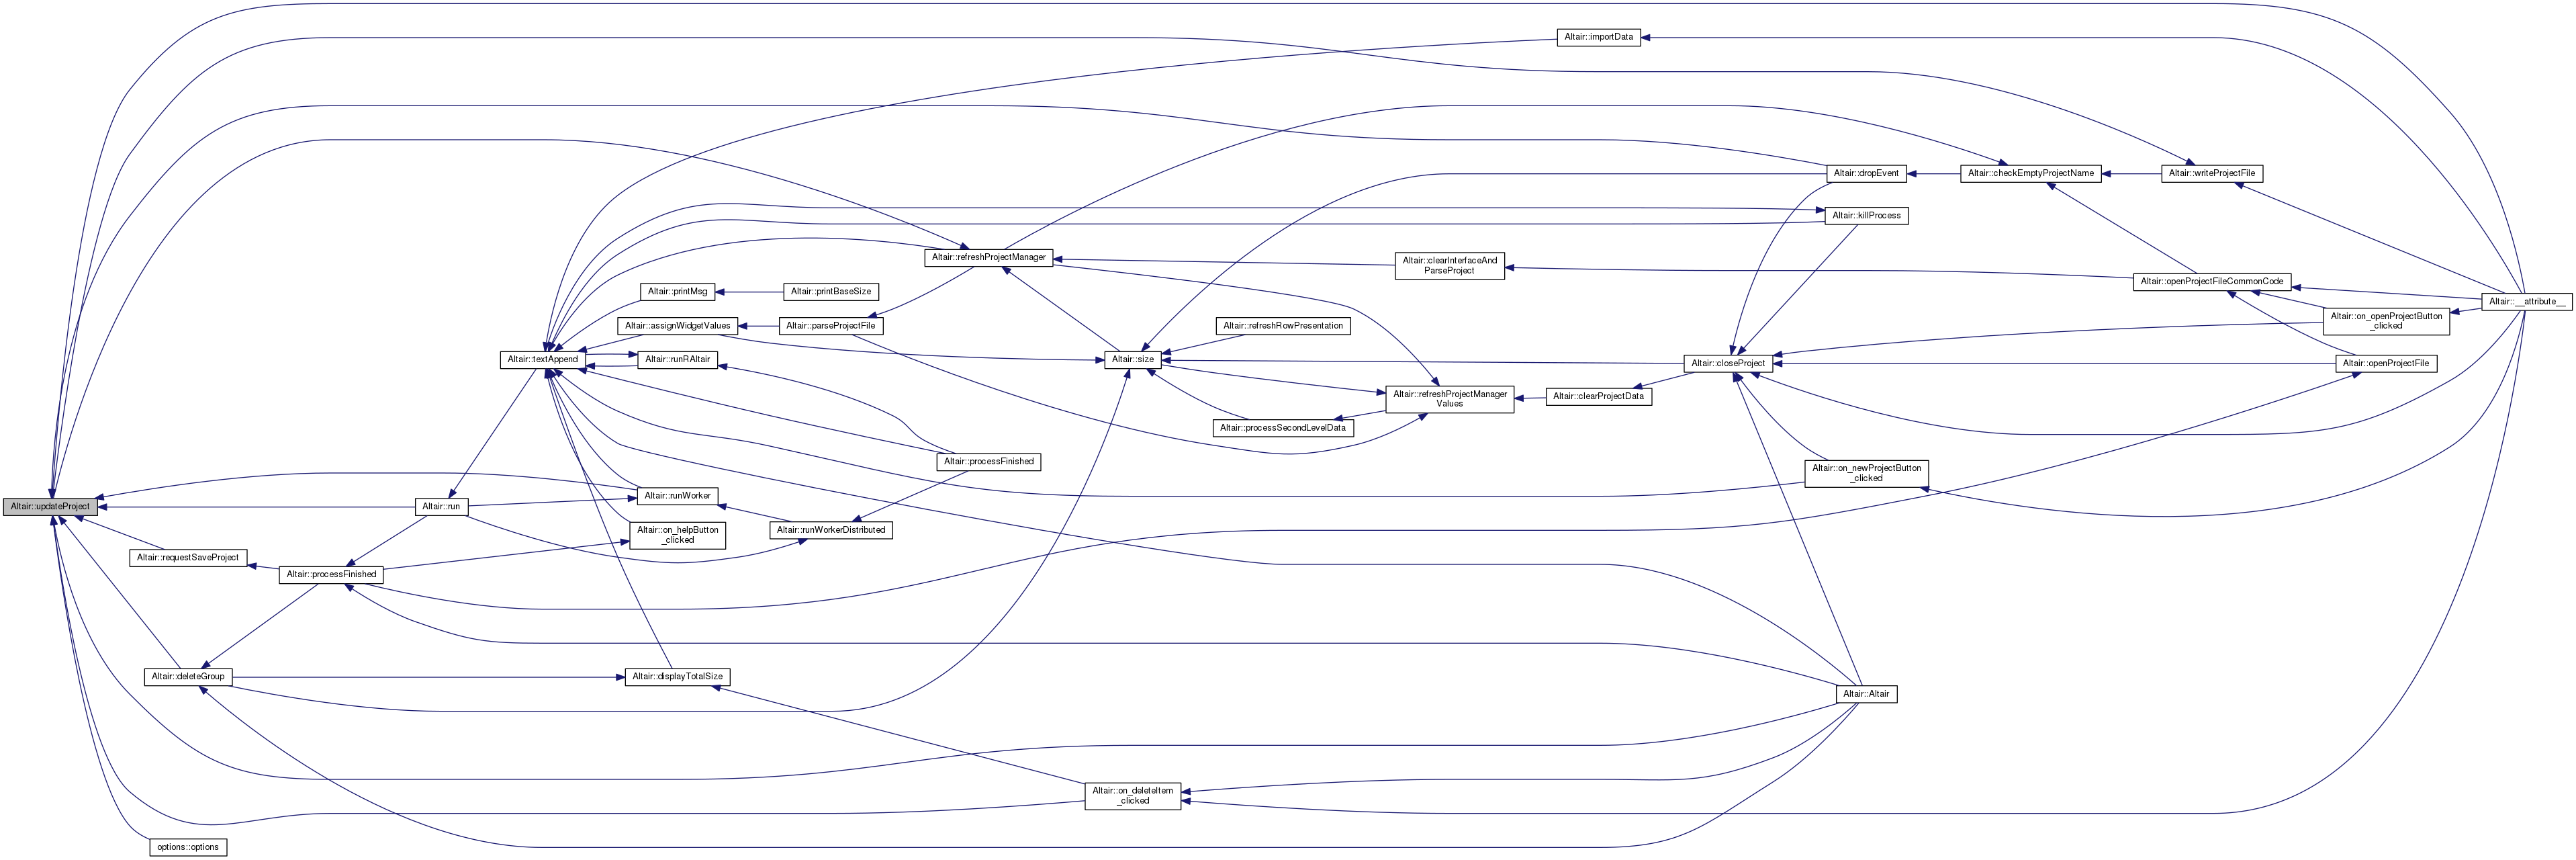 Altair::importData
Altair::dropEvent
Altair::checkEmptyProjectName
Altair::writeProjectFile
Altair::killProcess
Altair::refreshProjectManager
Altair::clearInterfaceAnd
ParseProject
Altair::openProjectFileCommonCode
Altair::printMsg
Altair::printBaseSize
Altair::__attribute__
Altair::assignWidgetValues
Altair::parseProjectFile
Altair::refreshRowPresentation
Altair::on_openProjectButton
_clicked
Altair::textAppend
Altair::runRAltair
Altair::size
Altair::closeProject
Altair::openProjectFile
Altair::refreshProjectManager
Values
Altair::clearProjectData
Altair::processSecondLevelData
Altair::processFinished
Altair::on_newProjectButton
_clicked
Altair::updateProject
Altair::run
Altair::runWorker
Altair::on_helpButton
_clicked
Altair::runWorkerDistributed
Altair::requestSaveProject
Altair::processFinished
Altair::deleteGroup
Altair::displayTotalSize
Altair::Altair
Altair::on_deleteItem
_clicked
options::options